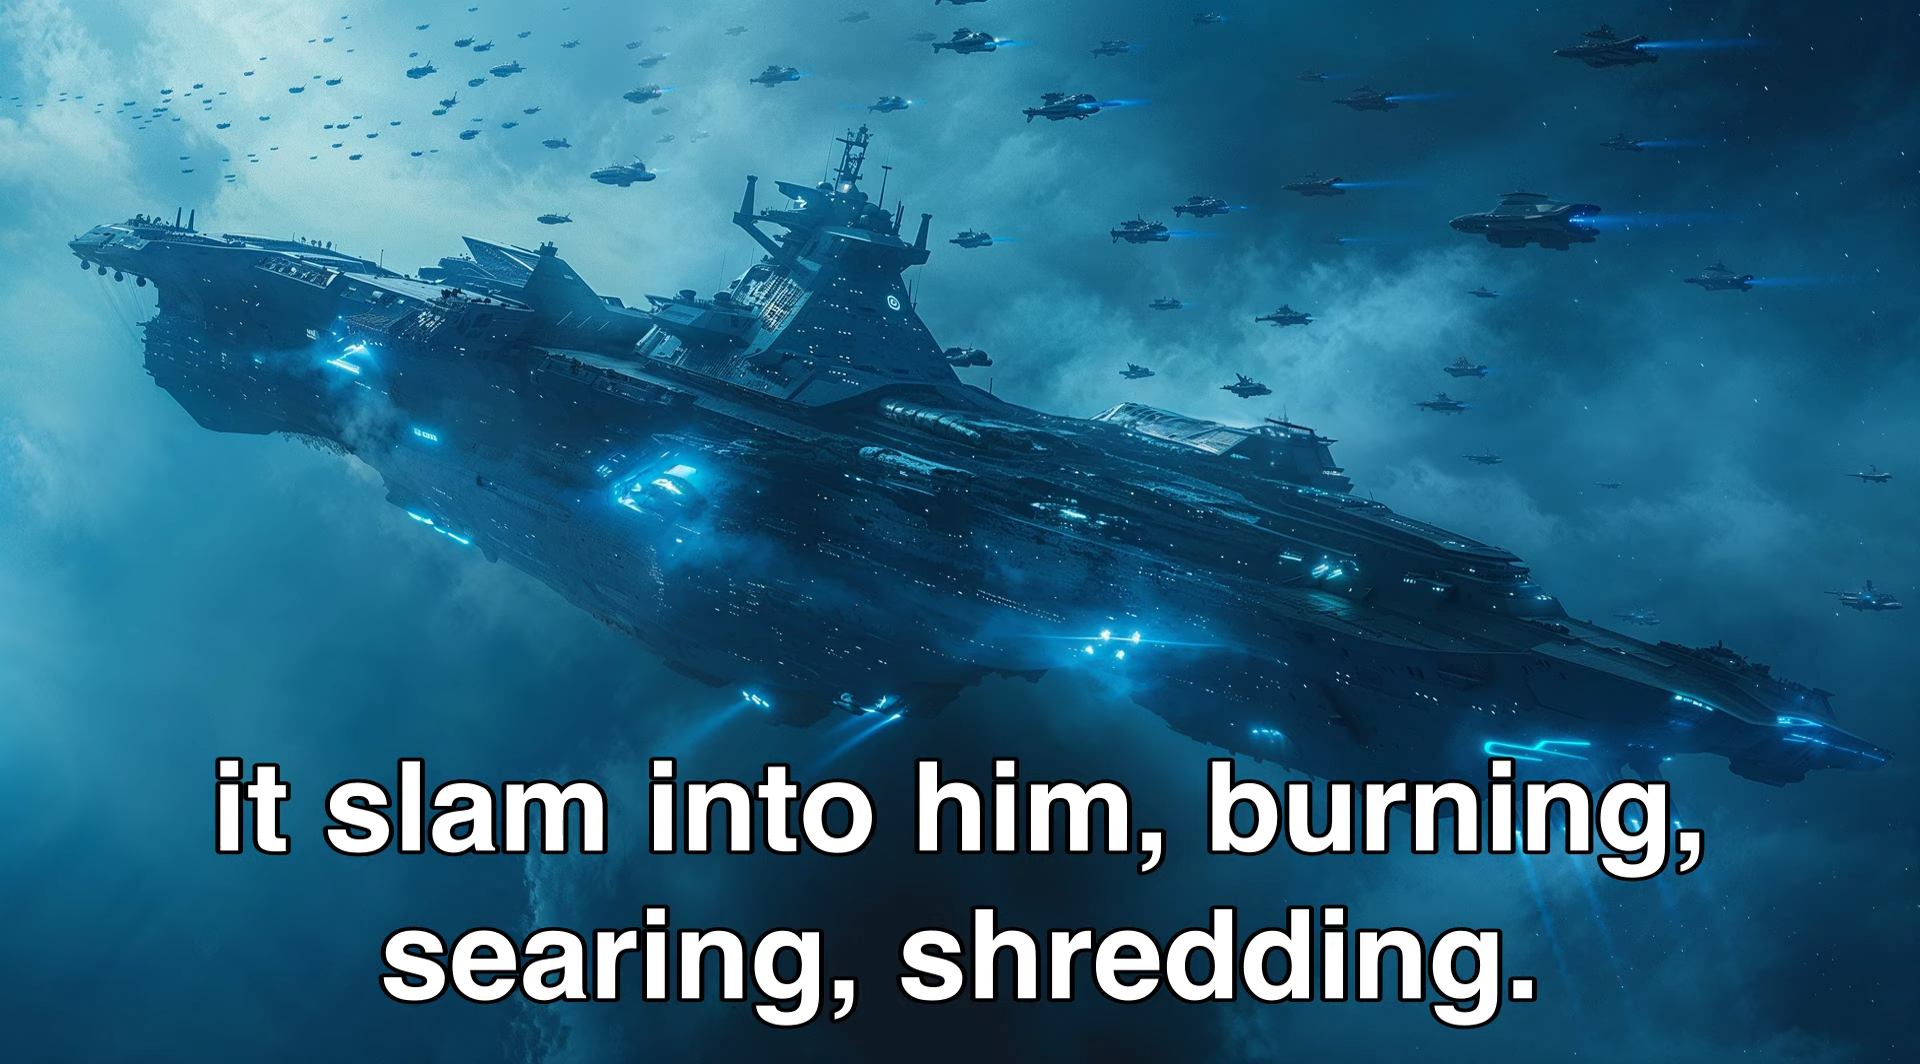 it slam into him, burning,
searing, shredding.